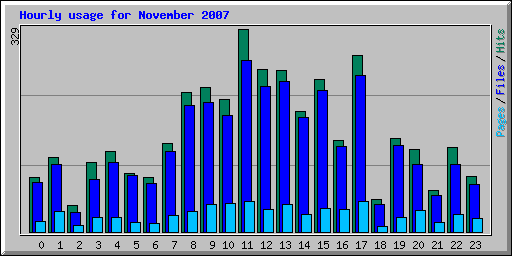 Hourly usage for November 2007
329
Pages / Files / Hits
0 1 2 3 4 5 6 7 8 9 10 11 12 13 14 15 16 17 18 19 20 21 22 23